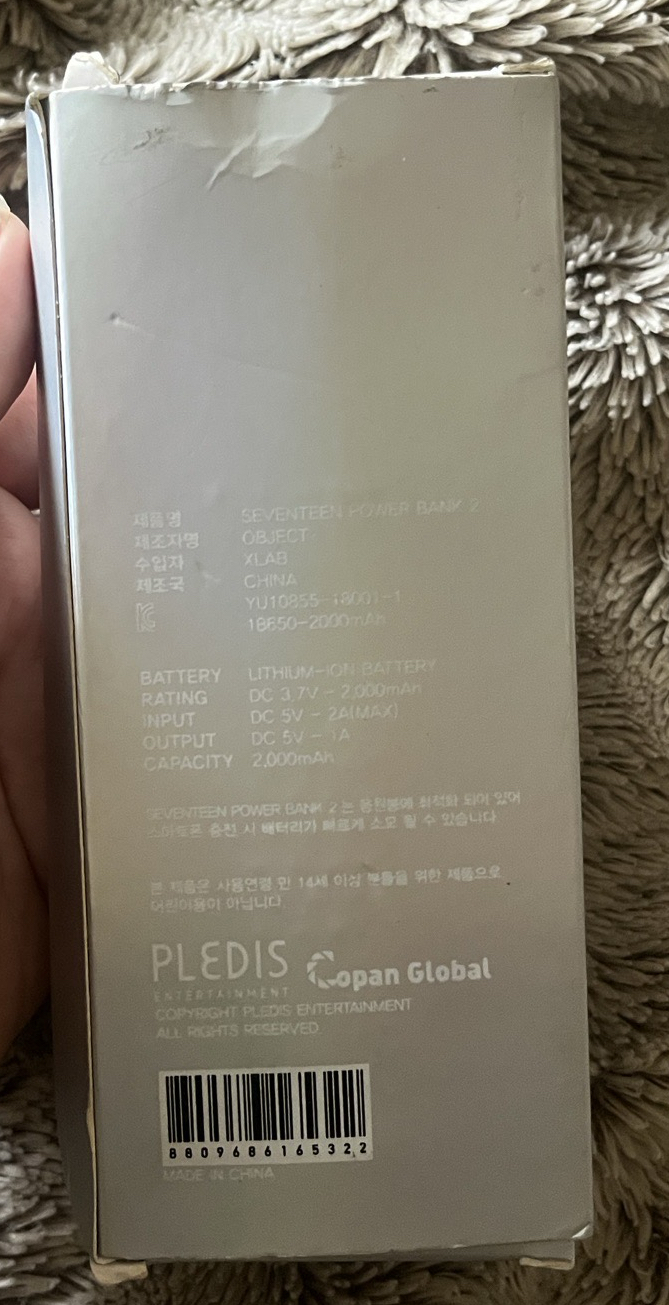 제품명 SEVENTEEN POWER BANK 2
제조자명 OBJECT
수입자 XLAB
제조국 CHINA
YU10855-18001-1
18650-2000mAh
BATTERY LITHIUM-ION BATTERY
RATING DC 3.7V - 2,000mAh
INPUT DC 5V - 2A(MAX)
OUTPUT DC 5V - 1A
CAPACITY 2,000mAh
SEVENTEEN POWER BANK 2 는 응원봉에 최적화 되어 있어
스마트폰 충전 시 배터리가 빠르게 소모 될 수 있습니다.
본 제품은 사용연령 만 14세 이상 분들을 위한 제품으로
어린이용이 아닙니다.
PLEDIS
ENTERTAINMENT
Copan Global
COPYRIGHT PLEDIS ENTERTAINMENT
ALL RIGHTS RESERVED.
8809686165322
MADE IN CHINA